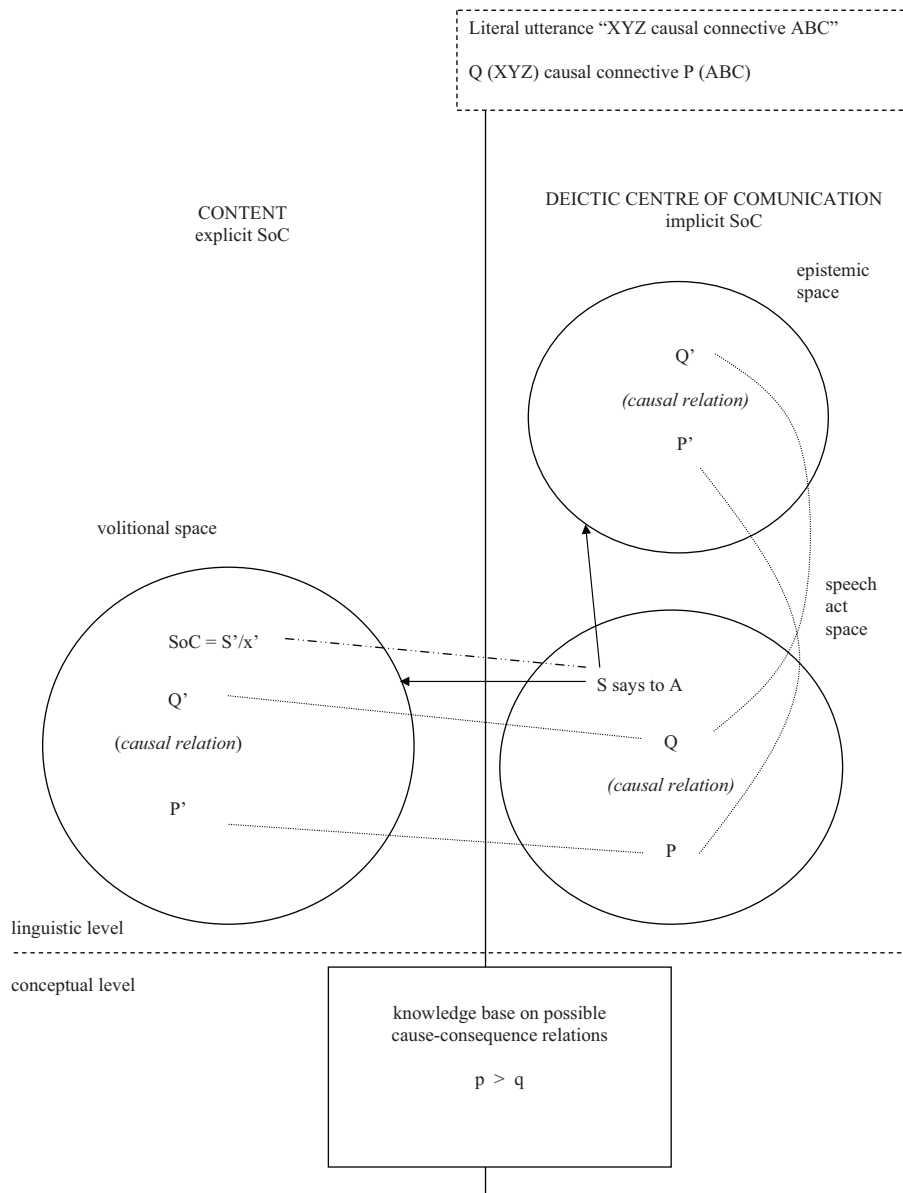 Literal utterance “XYZ causal connective ABC”
Q (XYZ) causal connective P (ABC)
CONTENT
explicit SoC
DEICTIC CENTRE OF COMUNICATION
implicit SoC
epistemic
space
Q’
(causal relation)
P’
volitional space
speech
act
space
SoC = S’/x’
Q’
(causal relation)
P’
S says to A
Q
(causal relation)
P
linguistic level
conceptual level
knowledge base on possible
cause-consequence relations
p > q